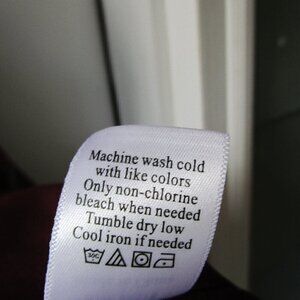 Machine wash cold
with like colors
Only non-chlorine
bleach when needed
Tumble dry low
Cool iron if needed
30C